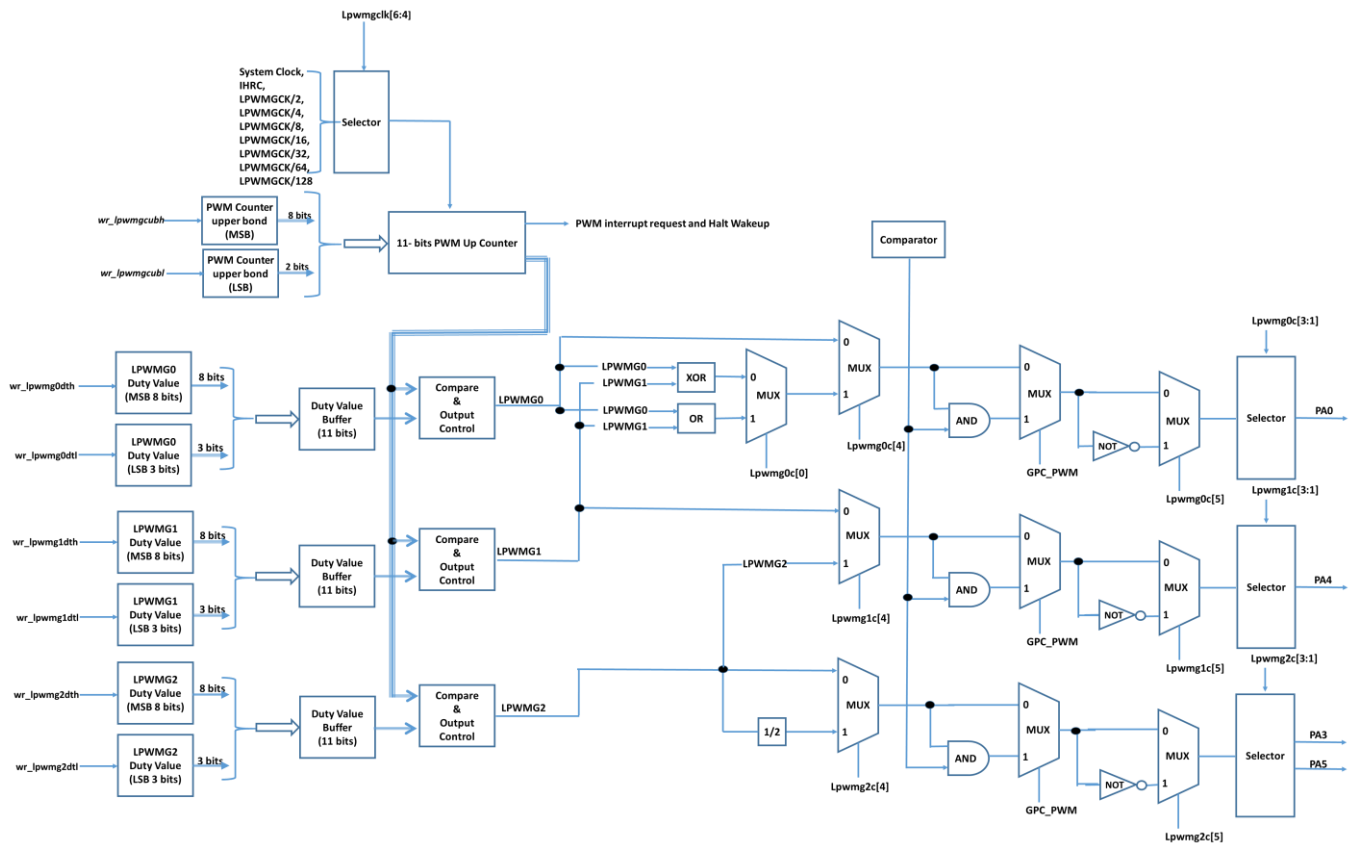 Lpwmgclk[6:4]
System Clock,
IHRC,
LPWMGCK/2,
LPWMGCK/4,
LPWMGCK/8,
LPWMGCK/16,
LPWMGCK/32,
LPWMGCK/64,
LPWMGCK/128
Selector
wr_lpwmgcubh
PWM Counter
upper bond
(MSB)
8 bits
wr_lpwmgcubl
PWM Counter
upper bond
(LSB)
2 bits
11- bits PWM Up Counter
PWM interrupt request and Halt Wakeup
Comparator
wr_lpwmg0dth
LPWMG0
Duty Value
(MSB 8 bits)
8 bits
wr_lpwmg0dtl
LPWMG0
Duty Value
(LSB 3 bits)
3 bits
Duty Value
Buffer
(11 bits)
Compare
&
Output
Control
LPWMG0
LPWMG0
LPWMG1
XOR
LPWMG0
LPWMG1
OR
0
MUX
1
Lpwmg0c[0]
0
MUX
1
Lpwmg0c[4]
AND
0
MUX
1
GPC_PWM
NOT
0
MUX
1
Lpwmg0c[5]
Lpwmg0c[3:1]
Selector
PA0
wr_lpwmg1dth
LPWMG1
Duty Value
(MSB 8 bits)
8 bits
wr_lpwmg1dtl
LPWMG1
Duty Value
(LSB 3 bits)
3 bits
Duty Value
Buffer
(11 bits)
Compare
&
Output
Control
LPWMG1
LPWMG2
0
MUX
1
Lpwmg1c[4]
AND
0
MUX
1
GPC_PWM
NOT
0
MUX
1
Lpwmg1c[5]
Lpwmg1c[3:1]
Selector
PA4
wr_lpwmg2dth
LPWMG2
Duty Value
(MSB 8 bits)
8 bits
wr_lpwmg2dtl
LPWMG2
Duty Value
(LSB 3 bits)
3 bits
Duty Value
Buffer
(11 bits)
Compare
&
Output
Control
LPWMG2
1/2
0
MUX
1
Lpwmg2c[4]
AND
0
MUX
1
GPC_PWM
NOT
0
MUX
1
Lpwmg2c[5]
Lpwmg2c[3:1]
Selector
PA3
PA5